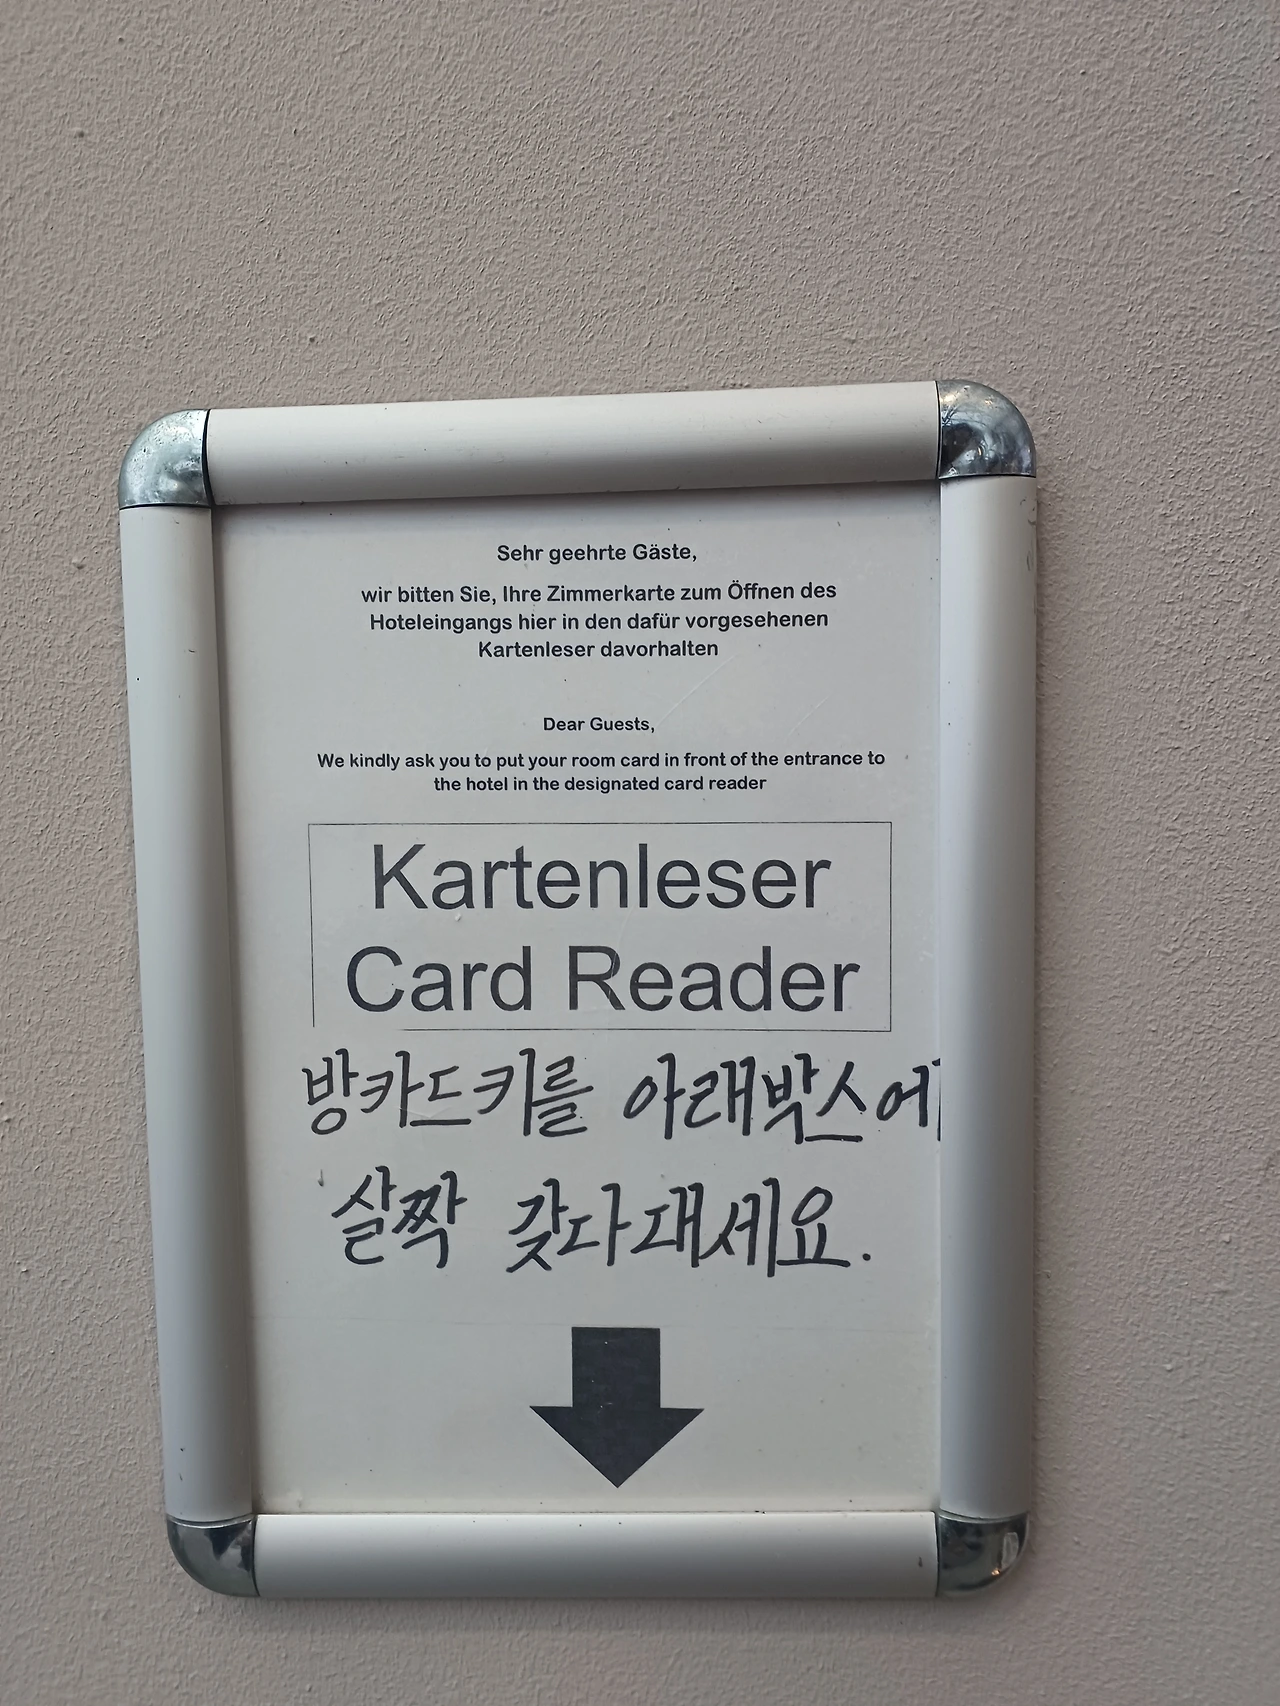 Sehr geehrte Gäste,
wir bitten Sie, Ihre Zimmerkarte zum Öffnen des
Hoteleingangs hier in den dafür vorgesehenen
Kartenleser davorhalten
Dear Guests,
We kindly ask you to put your room card in front of the entrance to
the hotel in the designated card reader
Kartenleser
Card Reader
방카드키를 아래박스에
살짝 갖다대세요.